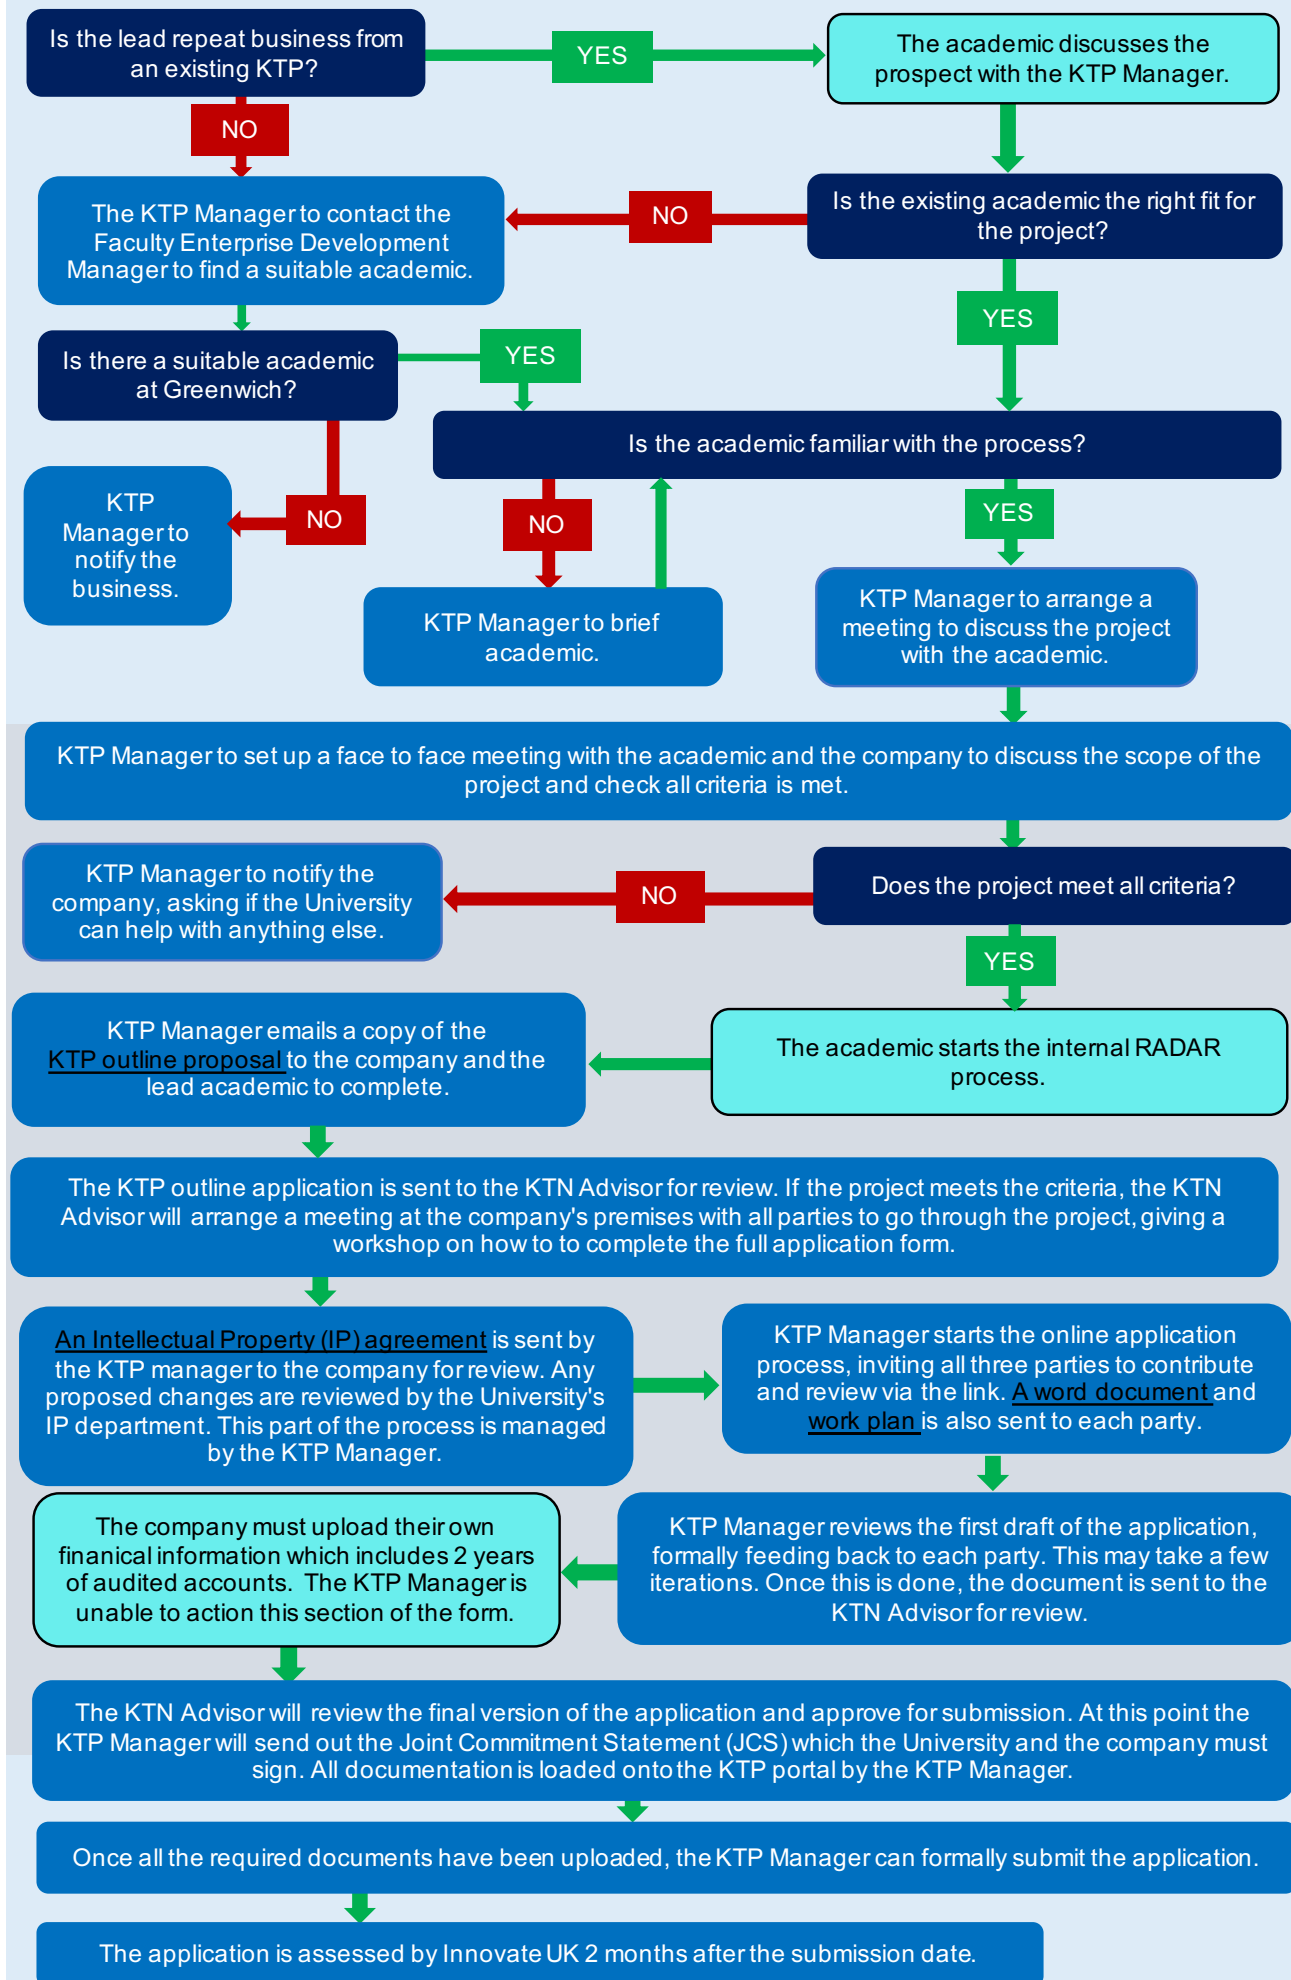 Is the lead repeat business from
an existing KTP?
YES
The academic discusses the
prospect with the KTP Manager.
NO
The KTP Manager to contact the
Faculty Enterprise Development
Manager to find a suitable academic.
NO
Is the existing academic the right fit for
the project?
YES
Is there a suitable academic
at Greenwich?
YES
Is the academic familiar with the process?
KTP
Manager to
notify the
business.
NO
NO
YES
KTP Manager to brief
academic.
KTP Manager to arrange a
meeting to discuss the project
with the academic.
KTP Manager to set up a face to face meeting with the academic and the company to discuss the scope of the
project and check all criteria is met.
KTP Manager to notify the
company, asking if the University
can help with anything else.
NO
Does the project meet all criteria?
YES
KTP Manager emails a copy of the
KTP outline proposal to the company and the
lead academic to complete.
The academic starts the internal RADAR
process.
The KTP outline application is sent to the KTN Advisor for review. If the project meets the criteria, the KTN
Advisor will arrange a meeting at the company's premises with all parties to go through the project, giving a
workshop on how to to complete the full application form.
An Intellectual Property (IP) agreement is sent by
the KTP manager to the company for review. Any
proposed changes are reviewed by the University's
IP department. This part of the process is managed
by the KTP Manager.
KTP Manager starts the online application
process, inviting all three parties to contribute
and review via the link. A word document and
work plan is also sent to each party.
The company must upload their own
finanical information which includes 2 years
of audited accounts. The KTP Manager is
unable to action this section of the form.
KTP Manager reviews the first draft of the application,
formally feeding back to each party. This may take a few
iterations. Once this is done, the document is sent to the
KTN Advisor for review.
The KTN Advisor will review the final version of the application and approve for submission. At this point the
KTP Manager will send out the Joint Commitment Statement (JCS) which the University and the company must
sign. All documentation is loaded onto the KTP portal by the KTP Manager.
Once all the required documents have been uploaded, the KTP Manager can formally submit the application.
The application is assessed by Innovate UK 2 months after the submission date.